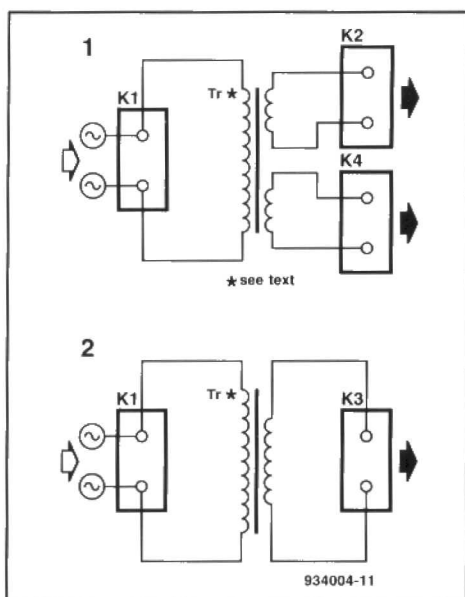 1
K2
K1
Tr ★
K4
★ see text
2
K1
Tr ★
K3
934004-11